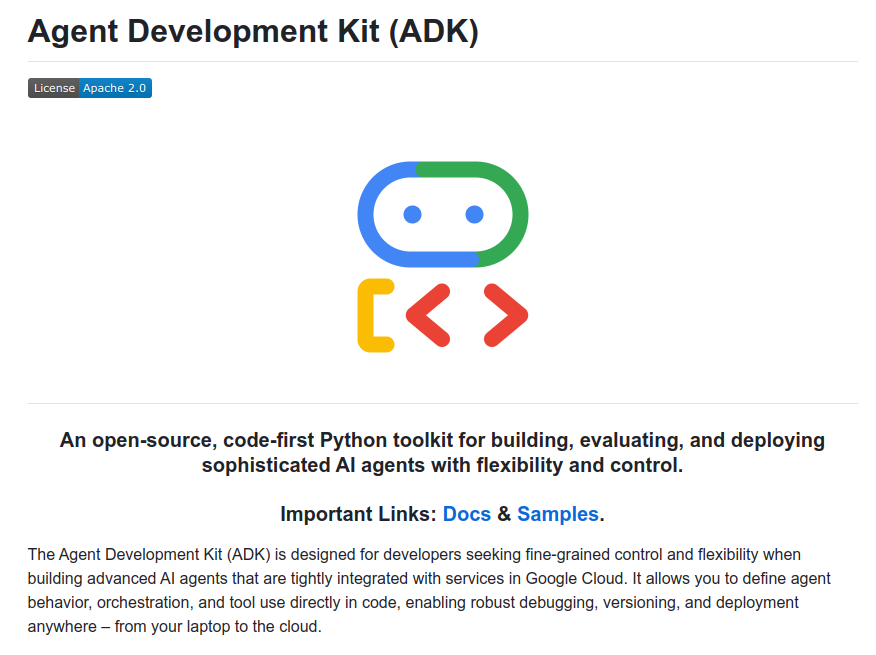 Agent Development Kit (ADK)
License Apache 2.0
An open-source, code-first Python toolkit for building, evaluating, and deploying
sophisticated AI agents with flexibility and control.
Important Links: Docs & Samples.
The Agent Development Kit (ADK) is designed for developers seeking fine-grained control and flexibility when
building advanced AI agents that are tightly integrated with services in Google Cloud. It allows you to define agent
behavior, orchestration, and tool use directly in code, enabling robust debugging, versioning, and deployment
anywhere – from your laptop to the cloud.